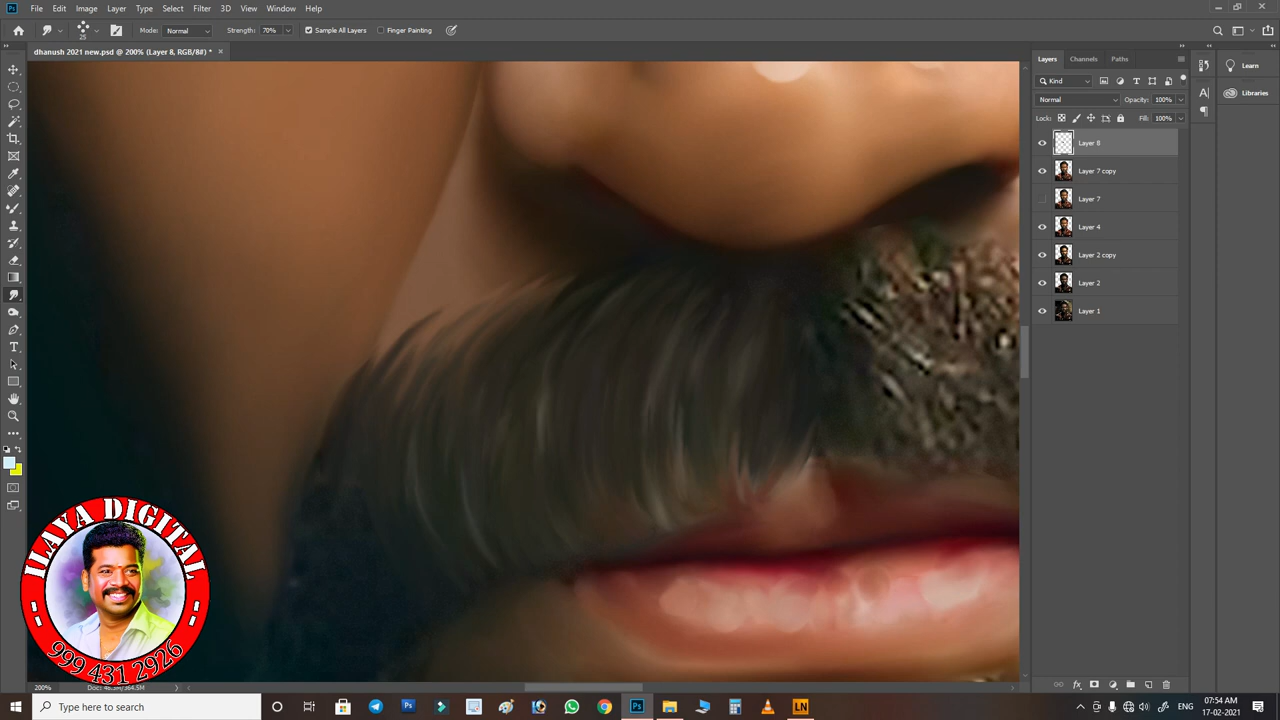 File Edit Image Layer Type Select Filter 3D View Window Help
25 Mode: Normal Strength: 70% Sample All Layers Finger Painting
dhanush 2021 new.psd @ 200% (Layer 8, RGB/8#) *
Layers Channels Paths
Learn
Kind
Libraries
Normal Opacity: 100%
Lock: Fill: 100%
Layer 8
Layer 7 copy
Layer 7
Layer 4
Layer 2 copy
Layer 2
Layer 1
ILAYA DIGITAL
999 431 2926
200%
Type here to search
LN
ENG
07:54 AM
17-02-2021